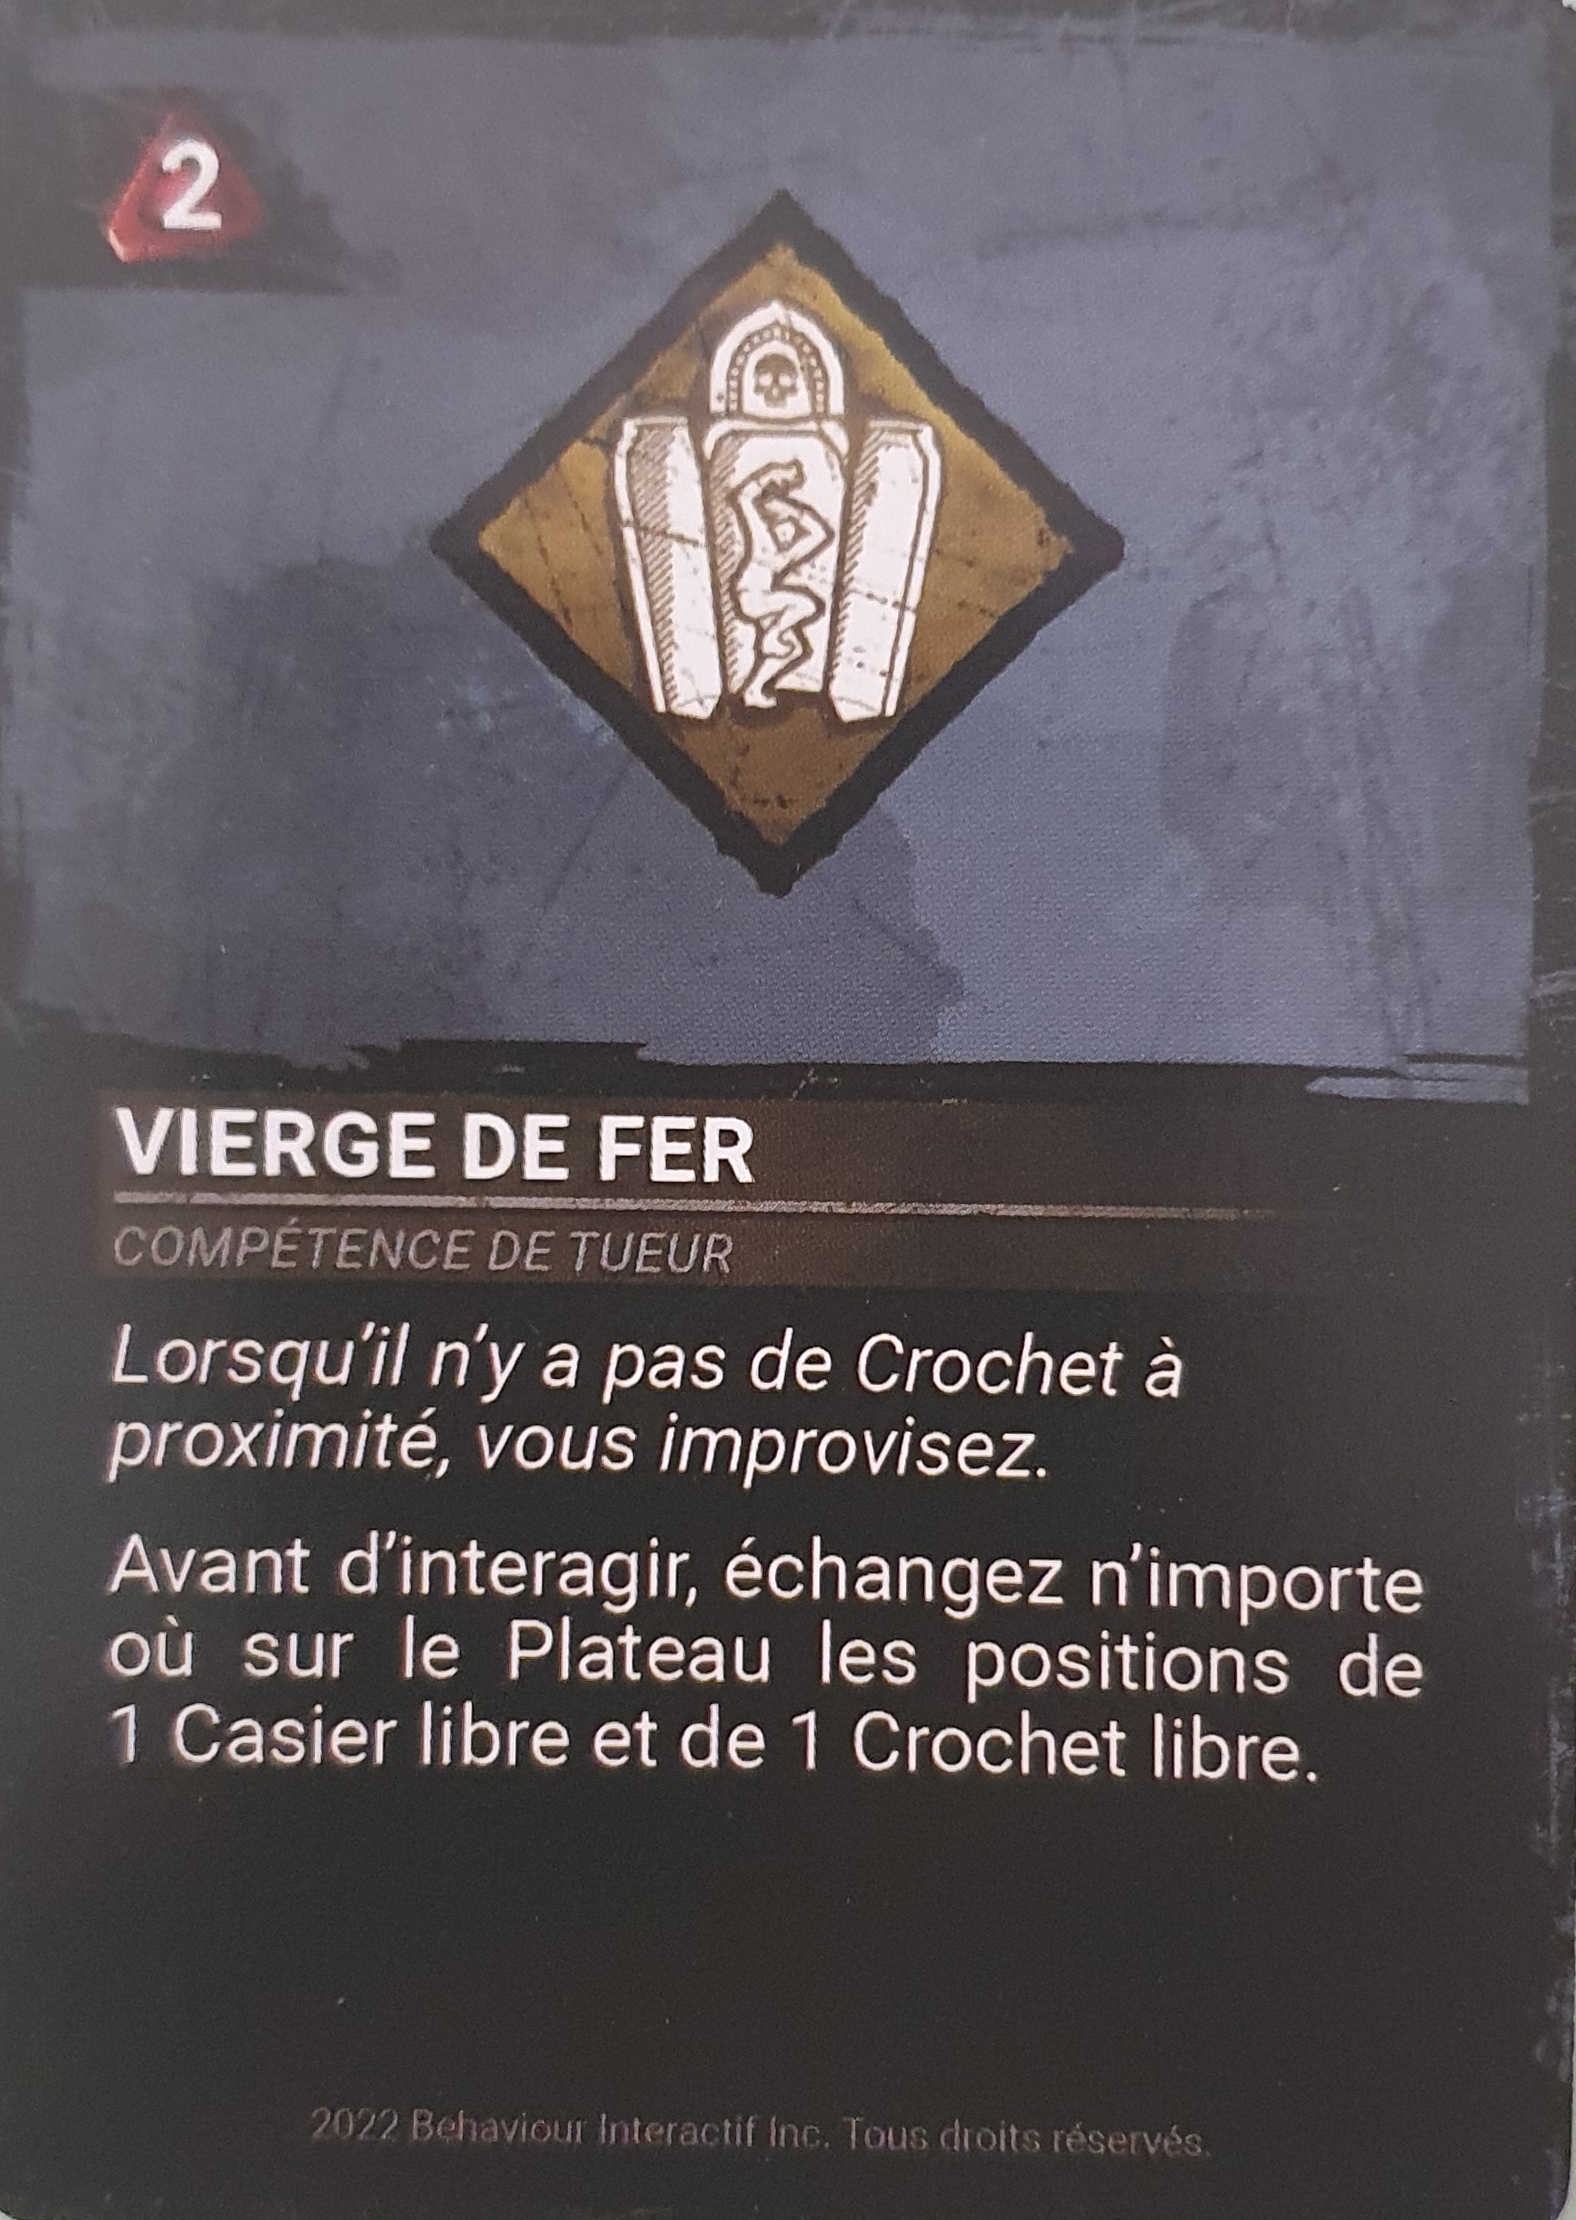 2
VIERGE DE FER
COMPÉTENCE DE TUEUR
Lorsqu'il n'y a pas de Crochet à
proximité, vous improvisez.
Avant d'interagir, échangez n'importe
où sur le Plateau les positions de
1 Casier libre et de 1 Crochet libre.
2022 Behaviour Interactif Inc. Tous droits réservés.